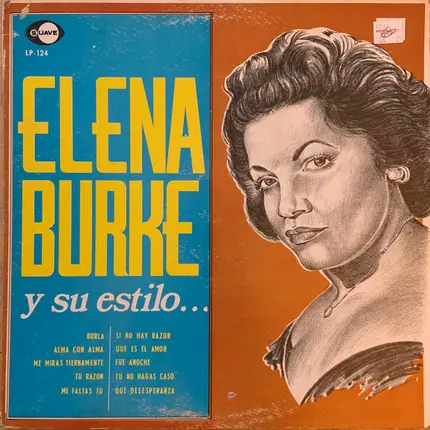 SUAVE
LP-124
ELENA
BURKE
y su estilo...
BURLA
ALMA CON ALMA
ME MIRAS TIERNAMENTE
TU RAZON
ME FALTAS TU
SI NO HAY RAZON
QUE ES EL AMOR
FUE ANOCHE
TU NO HAGAS CASO
QUE DESESPERANZA